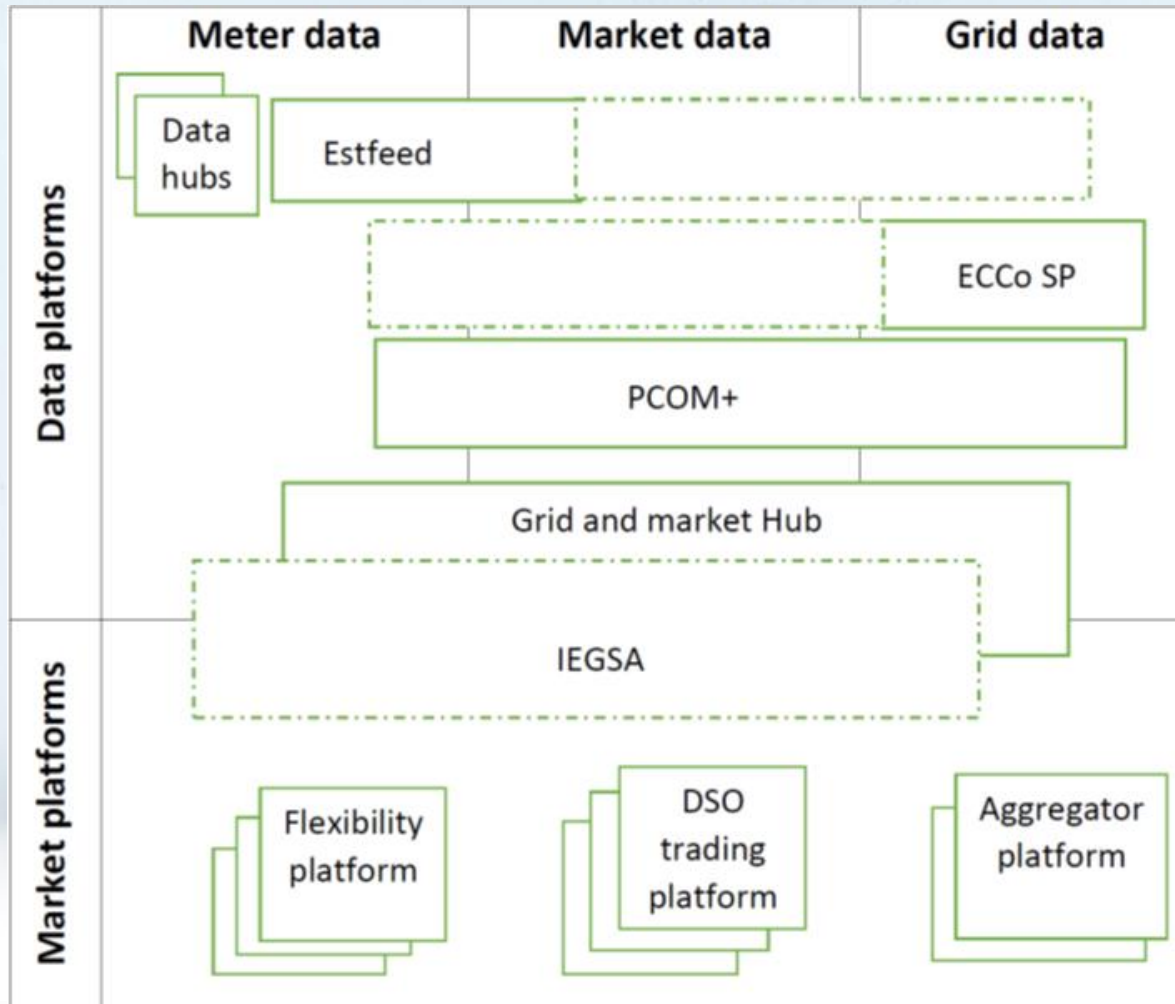 Meter data
Market data
Grid data
Data platforms
Data
hubs
Estfeed
ECCo SP
PCOM+
Grid and market Hub
IEGSA
Market platforms
Flexibility
platform
DSO
trading
platform
Aggregator
platform